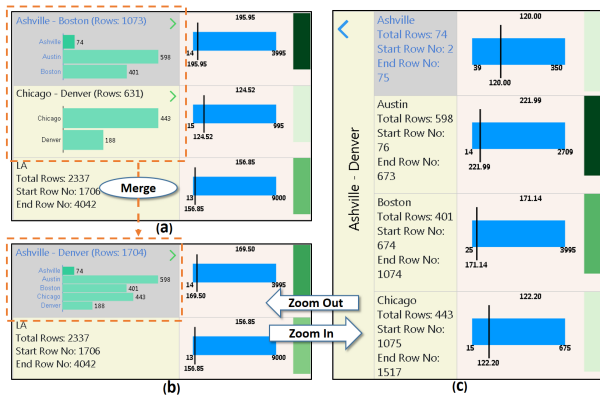 Ashville - Boston (Rows: 1073)
Ashville 74
Austin 598
Boston 401
195.95
14 3995
195.95
Chicago - Denver (Rows: 631)
Chicago 443
Denver 188
124.52
15 995
124.52
LA
Total Rows: 2337
Start Row No: 1706
End Row No: 4042
156.85
13 9000
156.85
Merge
(a)
Ashville - Denver (Rows: 1704)
Ashville 74
Austin 598
Boston 401
Chicago 443
Denver 188
169.50
14 3995
169.50
LA
Total Rows: 2337
Start Row No: 1706
End Row No: 4042
156.85
13 9000
156.85
(b)
Zoom Out
Zoom In
Ashville - Denver
Ashville
Total Rows: 74
Start Row No: 2
End Row No:
75
120.00
39 350
120.00
Austin
Total Rows: 598
Start Row No:
76
End Row No:
673
221.99
14 2709
221.99
Boston
Total Rows: 401
Start Row No:
674
End Row No:
1074
171.14
25 3995
171.14
Chicago
Total Rows: 443
Start Row No:
1075
End Row No:
1517
122.20
15 675
122.20
(c)